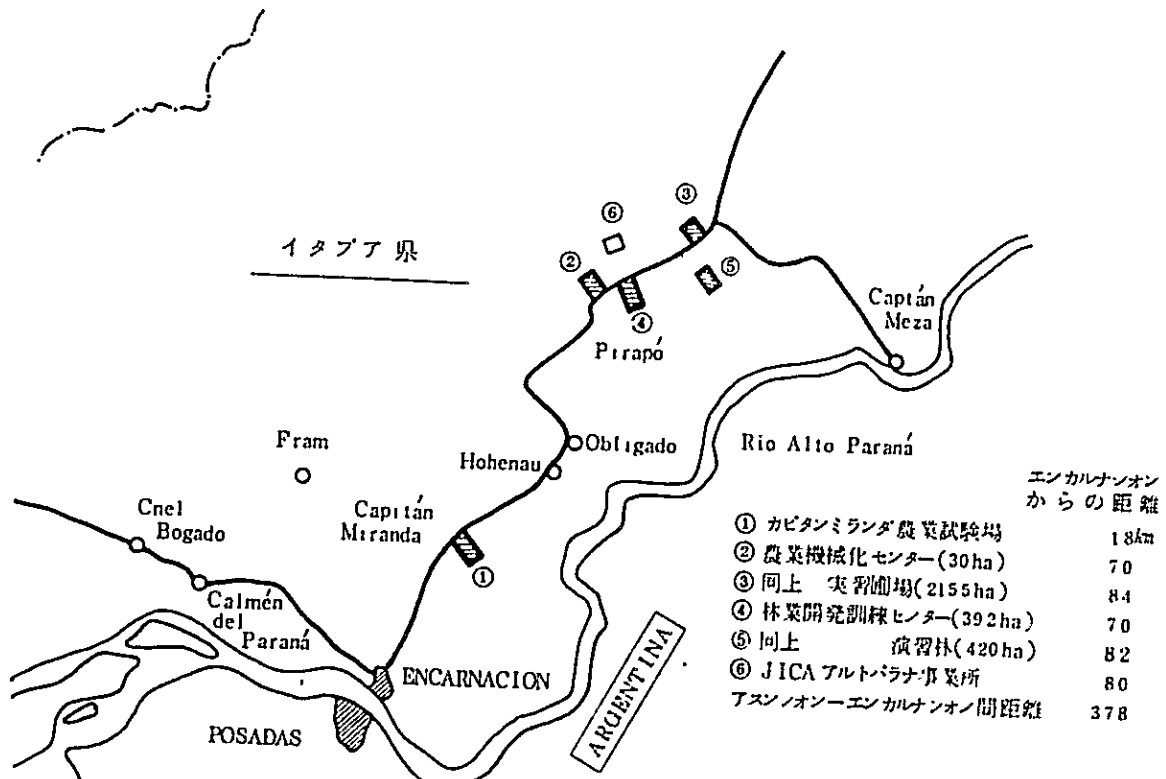 ③
⑥
イタプア県
②
⑤
④
Captán
Meza
Pirapó
Fram
Obligado
Rio Alto Paraná
Hohenau
Cnel
Bogado
Capitán
Miranda
①
Calmén
del
Paraná
ENCARNACION
POSADAS
ARGENTINA
エンカルナンオン
からの距離
① カピタンミランダ農業試験場 18km
②農業機械化センター(30ha) 70
③ 同上 実習圃場(2155ha) 84
④ 林業開発訓練センター(392ha) 70
⑤ 同上 演習林(420ha) 82
⑥ JICAアルトパラナ事業所 80
アスンノオンーエンカルナンオン間距離 378